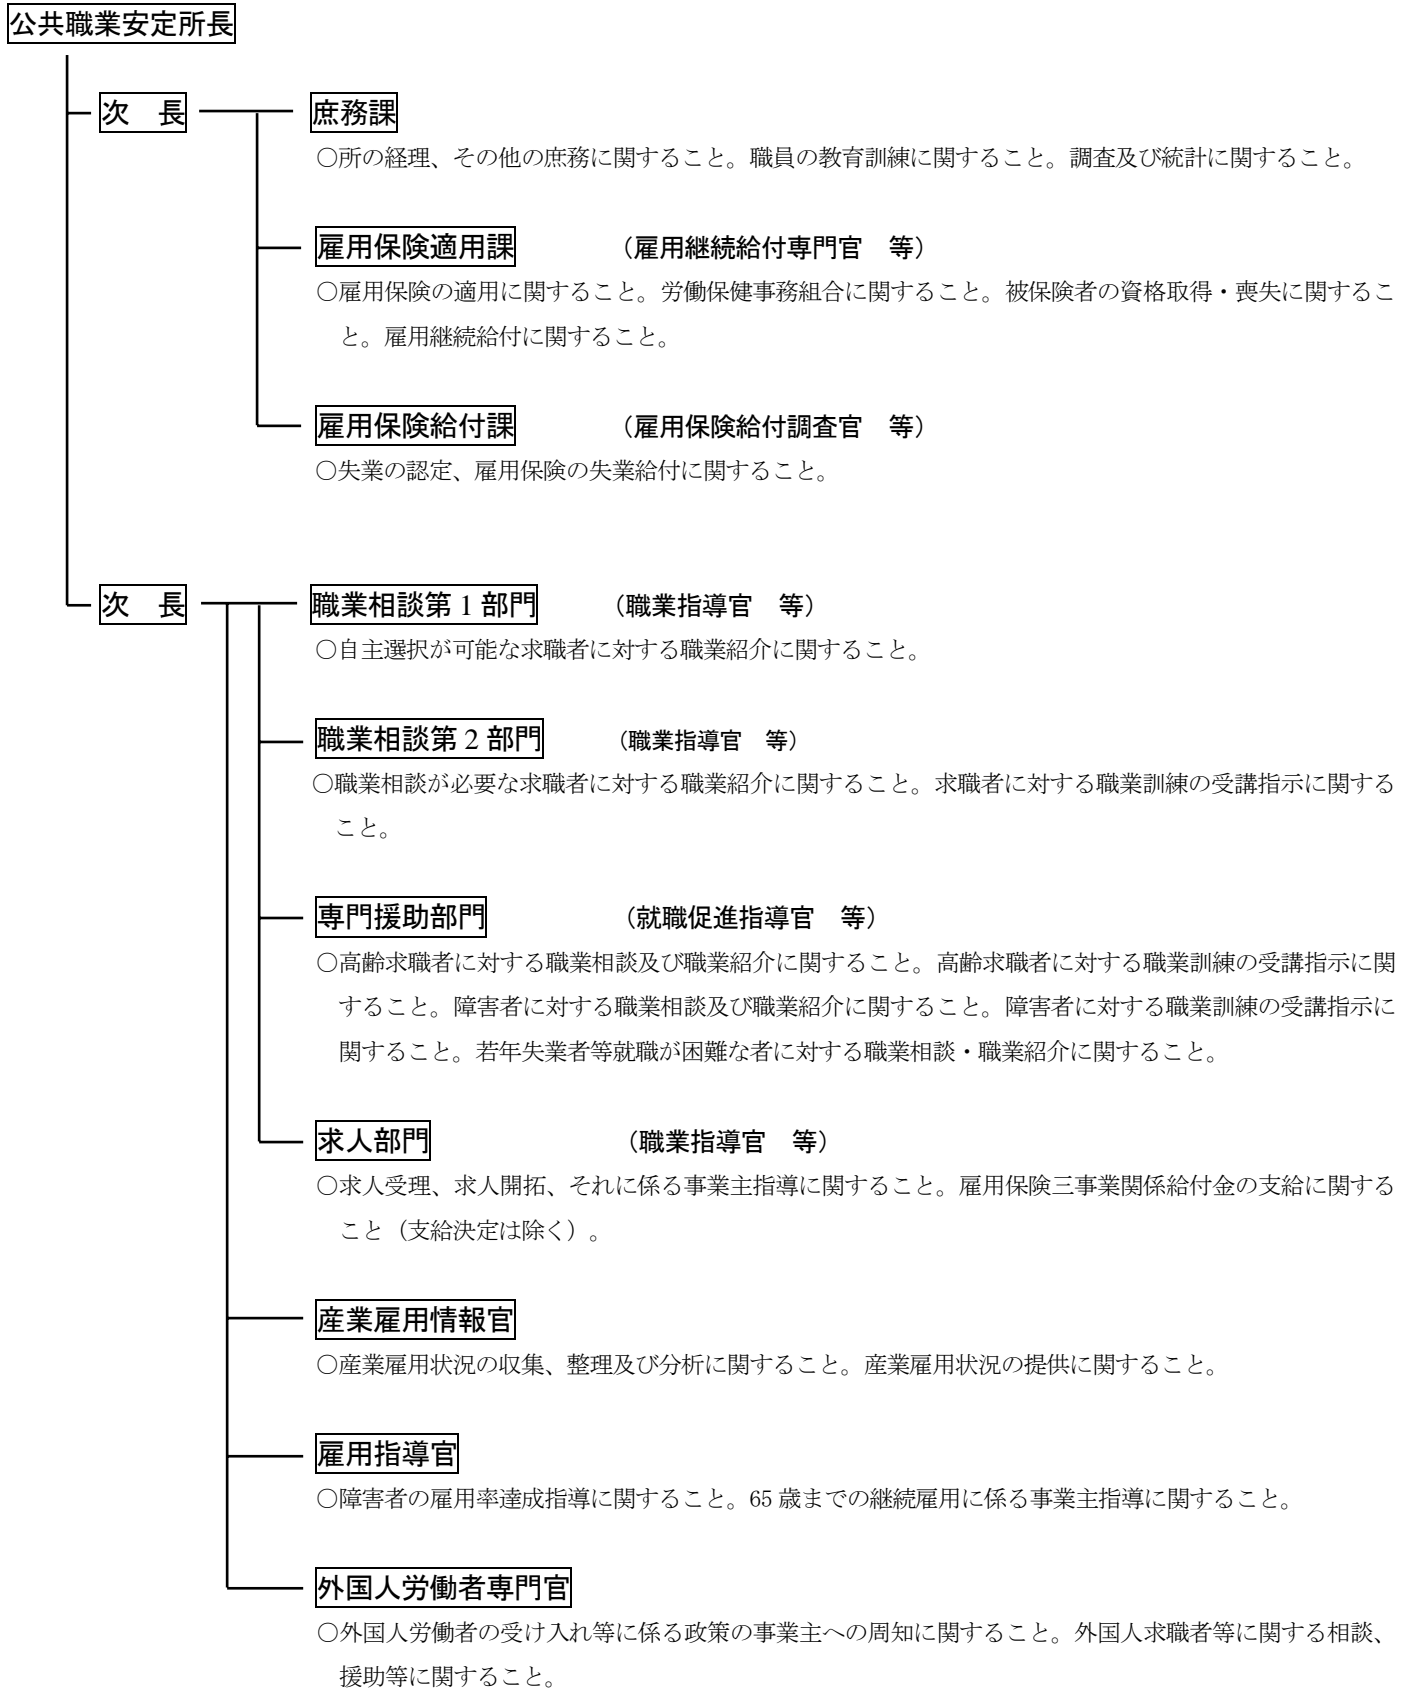 公共職業安定所長
次　長
庶務課
○所の経理、その他の庶務に関すること。職員の教育訓練に関すること。調査及び統計に関すること。
雇用保険適用課　（雇用継続給付専門官　等）
○雇用保険の適用に関すること。労働保健事務組合に関すること。被保険者の資格取得・喪失に関するこ
と。雇用継続給付に関すること。
雇用保険給付課　（雇用保険給付調査官　等）
○失業の認定、雇用保険の失業給付に関すること。
次　長
職業相談第 1 部門　（職業指導官　等）
○自主選択が可能な求職者に対する職業紹介に関すること。
職業相談第 2 部門　（職業指導官　等）
○職業相談が必要な求職者に対する職業紹介に関すること。求職者に対する職業訓練の受講指示に関する
こと。
専門援助部門　（就職促進指導官　等）
○高齢求職者に対する職業相談及び職業紹介に関すること。高齢求職者に対する職業訓練の受講指示に関
すること。障害者に対する職業相談及び職業紹介に関すること。障害者に対する職業訓練の受講指示に
関すること。若年失業者等就職が困難な者に対する職業相談・職業紹介に関すること。
求人部門　（職業指導官　等）
○求人受理、求人開拓、それに係る事業主指導に関すること。雇用保険三事業関係給付金の支給に関する
こと（支給決定は除く）。
産業雇用情報官
○産業雇用状況の収集、整理及び分析に関すること。産業雇用状況の提供に関すること。
雇用指導官
○障害者の雇用率達成指導に関すること。65 歳までの継続雇用に係る事業主指導に関すること。
外国人労働者専門官
○外国人労働者の受け入れ等に係る政策の事業主への周知に関すること。外国人求職者等に関する相談、
援助等に関すること。